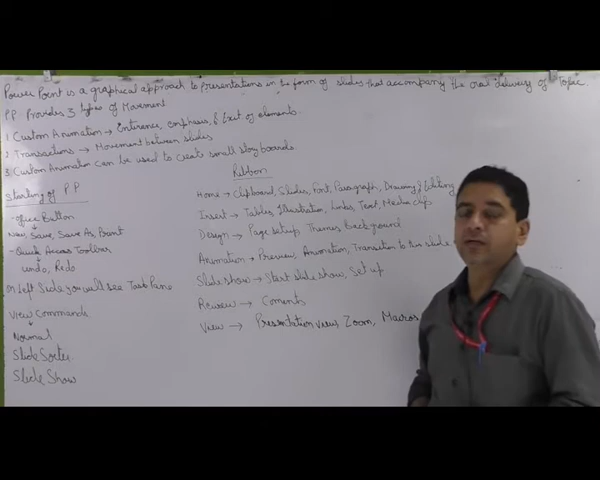 Power Point is a graphical approach to presentations in the form of slides that accompany the oral delivery of Topic.
PP Provides 3 types of Movement
1 Custom Animation → Enterence, emphesis, & Exit of elements
2 Transactions → Movement between slides
3 Custom Animation can be used to create small story boards
Starting of PP
- office Button
New, Save, Save As, Print
- Quick Access Toolbar
undo, Redo
on Left Side you will see Task Pane
View Commands
Normal
Slide Sorter
Slide Show
Ribbon
Home → Clipboard, Slides, Font, Paragraph, Drawing & Editing
Insert → Tables, Illustration, Links, Text, Media clip
Design → Page setup, Themes, Background
Animation → Preview, Animation, Transition to this slide
Slide show → Start slide show, Set up
Review → Coments
View → Presentation views, Zoom, Macros